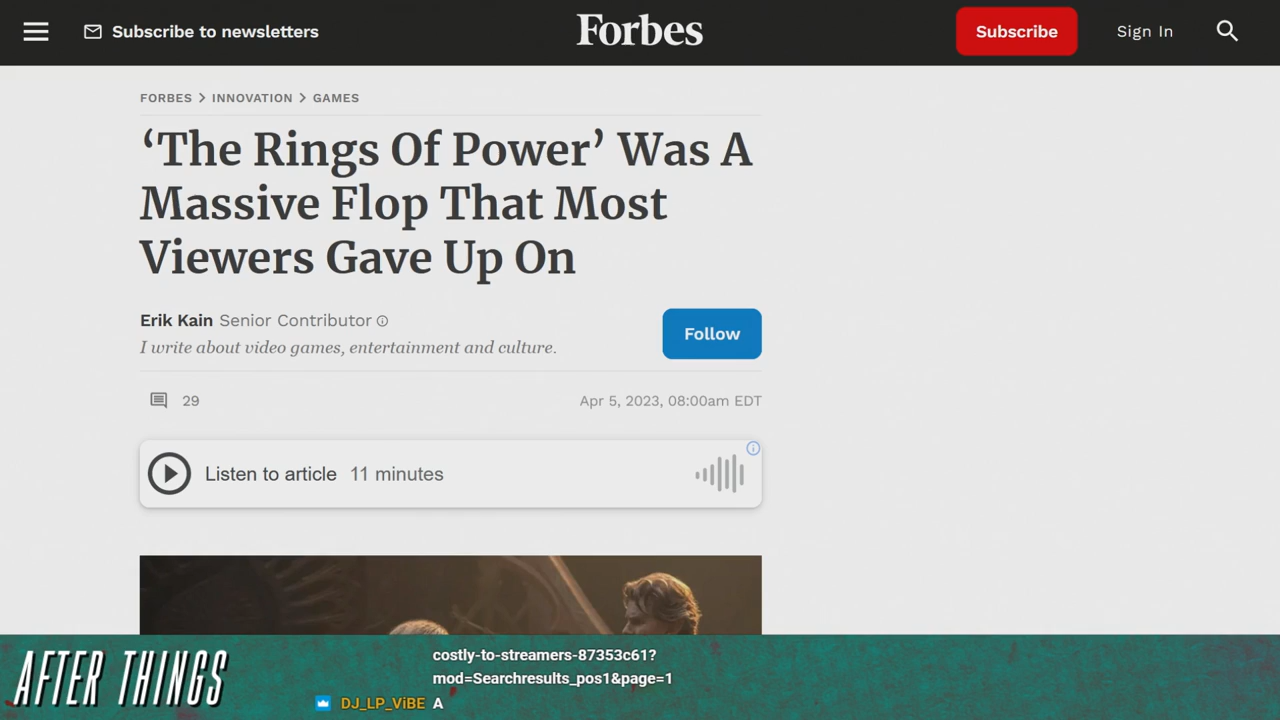 Subscribe to newsletters
Forbes
Subscribe
Sign In
FORBES > INNOVATION > GAMES
‘The Rings Of Power’ Was A
Massive Flop That Most
Viewers Gave Up On
Erik Kain Senior Contributor
I write about video games, entertainment and culture.
Follow
29
Apr 5, 2023, 08:00am EDT
Listen to article 11 minutes
AFTER THINGS
costly-to-streamers-87353c61?
mod=Searchresults_pos1&page=1
DJ_LP_ViBE A